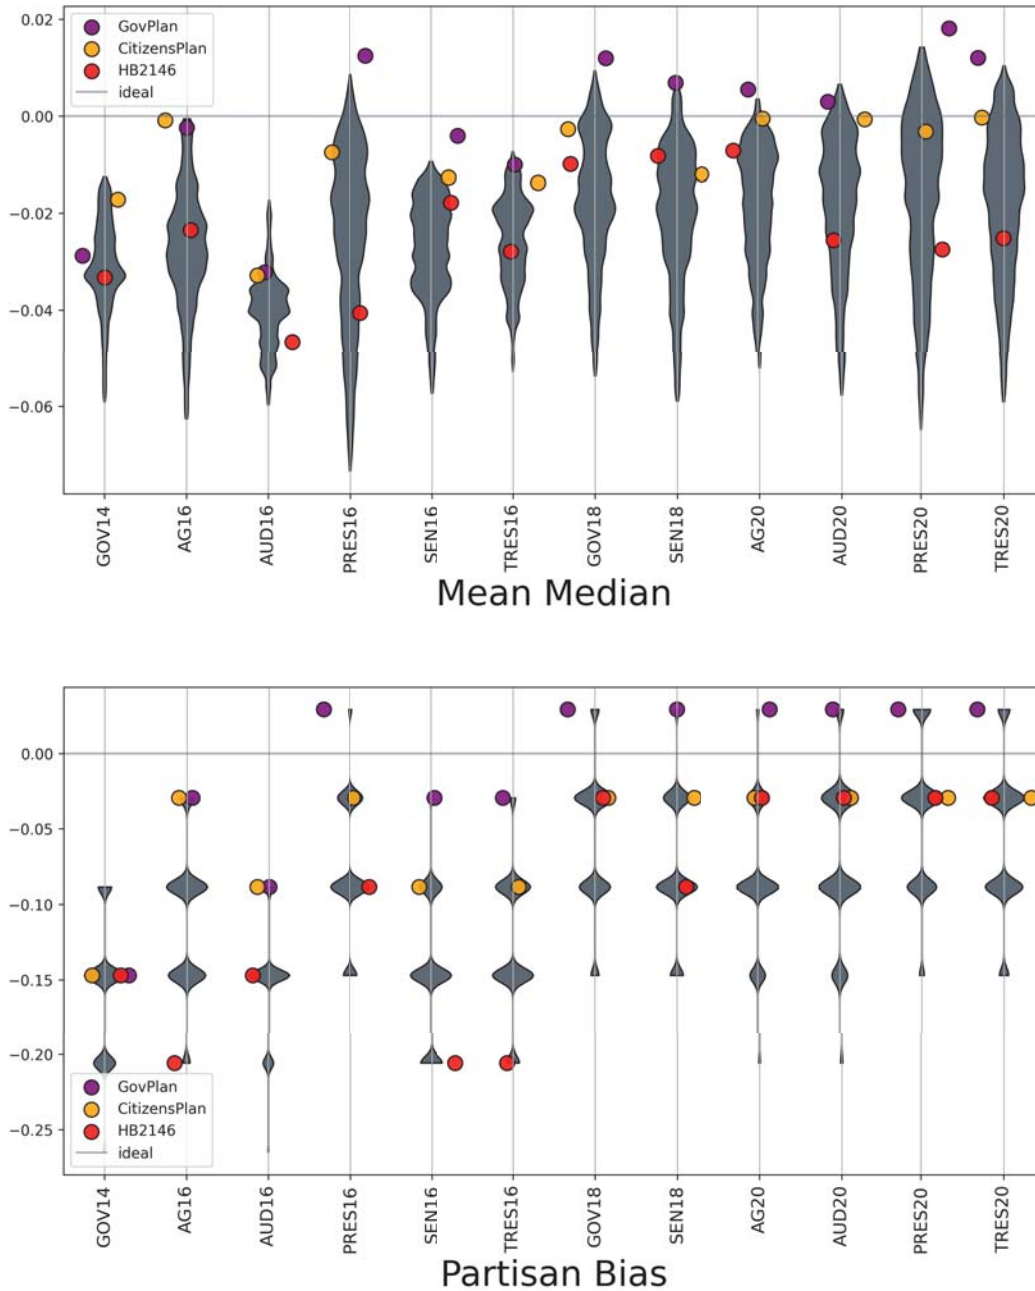 0.02
0.00
−0.02
−0.04
−0.06
GovPlan
CitizensPlan
HB2146
ideal
GOV14
AG16
AUD16
PRES16
SEN16
TRES16
GOV18
SEN18
AG20
AUD20
PRES20
TRES20
Mean Median
0.00
−0.05
−0.10
−0.15
−0.20
−0.25
GovPlan
CitizensPlan
HB2146
ideal
GOV14
AG16
AUD16
PRES16
SEN16
TRES16
GOV18
SEN18
AG20
AUD20
PRES20
TRES20
Partisan Bias